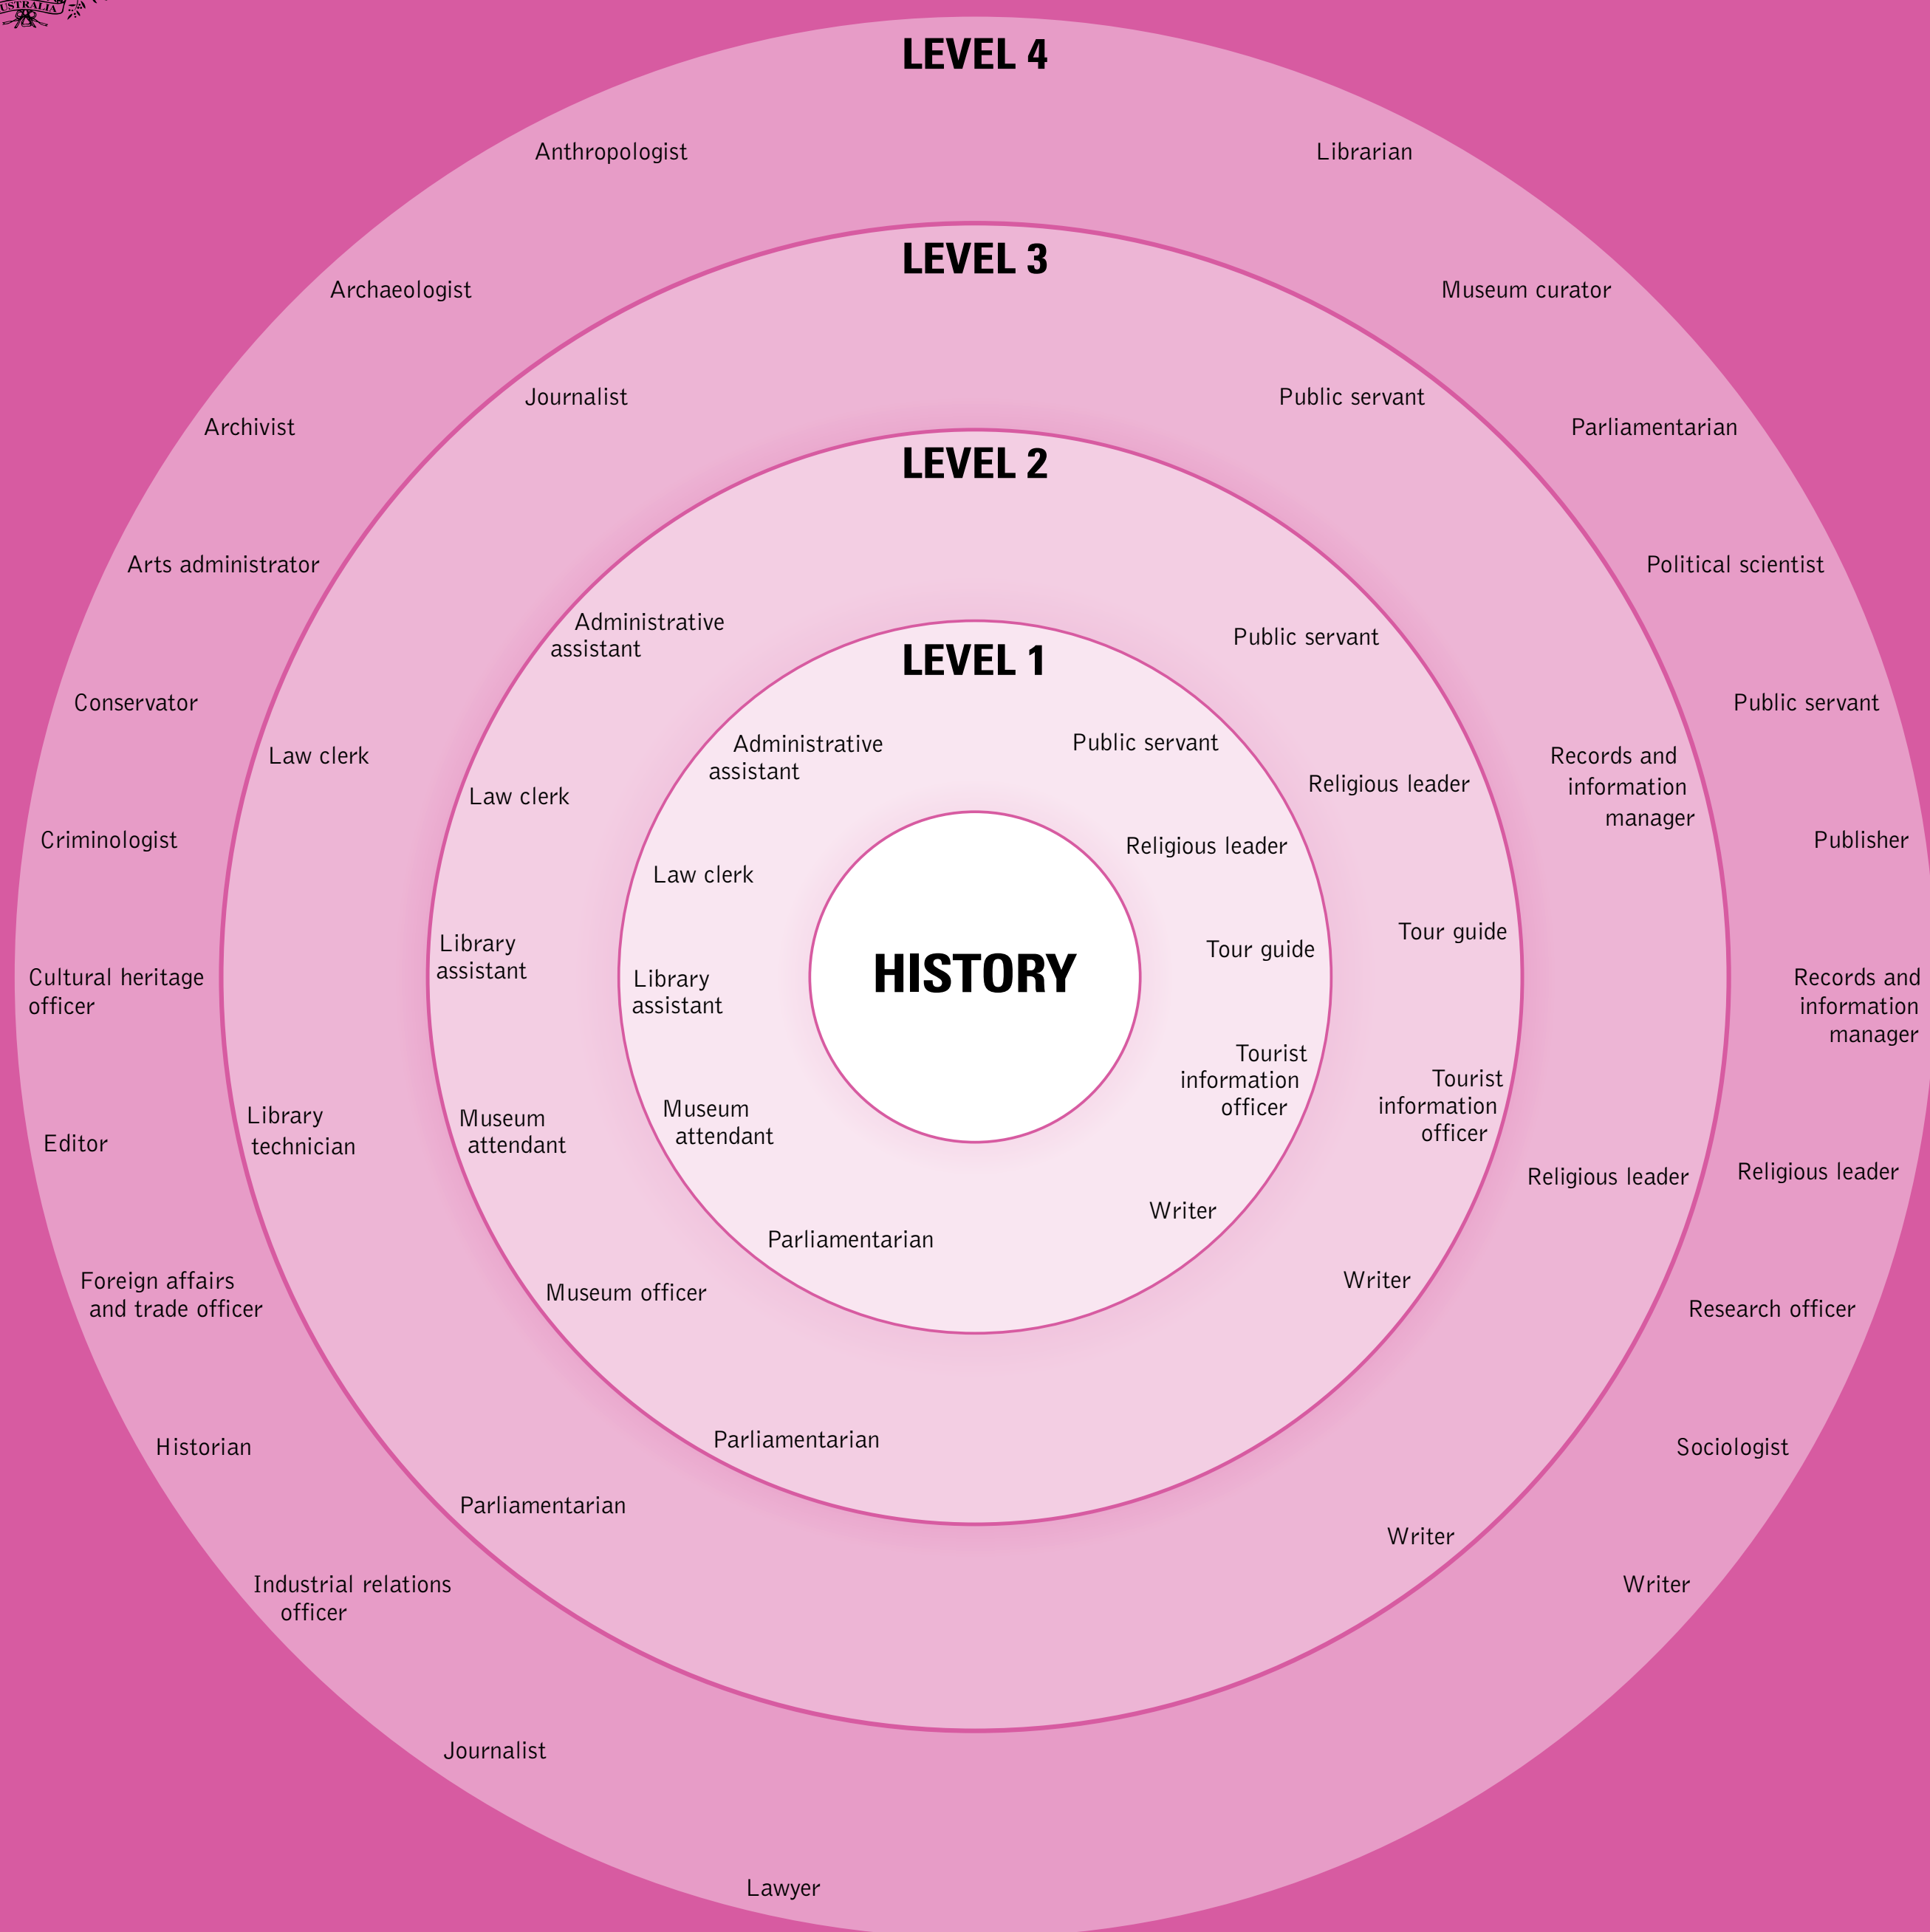 USTRALIA
LEVEL 4
Anthropologist
Archaeologist
Archivist
Arts administrator
Conservator
Criminologist
Cultural heritage
officer
Editor
Foreign affairs
and trade officer
Historian
Industrial relations
officer
Journalist
Lawyer
Librarian
Museum curator
Parliamentarian
Political scientist
Public servant
Publisher
Records and
information
manager
Religious leader
Research officer
Sociologist
Writer
LEVEL 3
Journalist
Law clerk
Library
technician
Parliamentarian
Public servant
Records and
information
manager
Religious leader
Writer
LEVEL 2
Administrative
assistant
Law clerk
Library
assistant
Museum
attendant
Museum officer
Parliamentarian
Public servant
Religious leader
Tour guide
Tourist
information
officer
Writer
LEVEL 1
Administrative
assistant
Law clerk
Library
assistant
Museum
attendant
Parliamentarian
Public servant
Religious leader
Tour guide
Tourist
information
officer
Writer
HISTORY